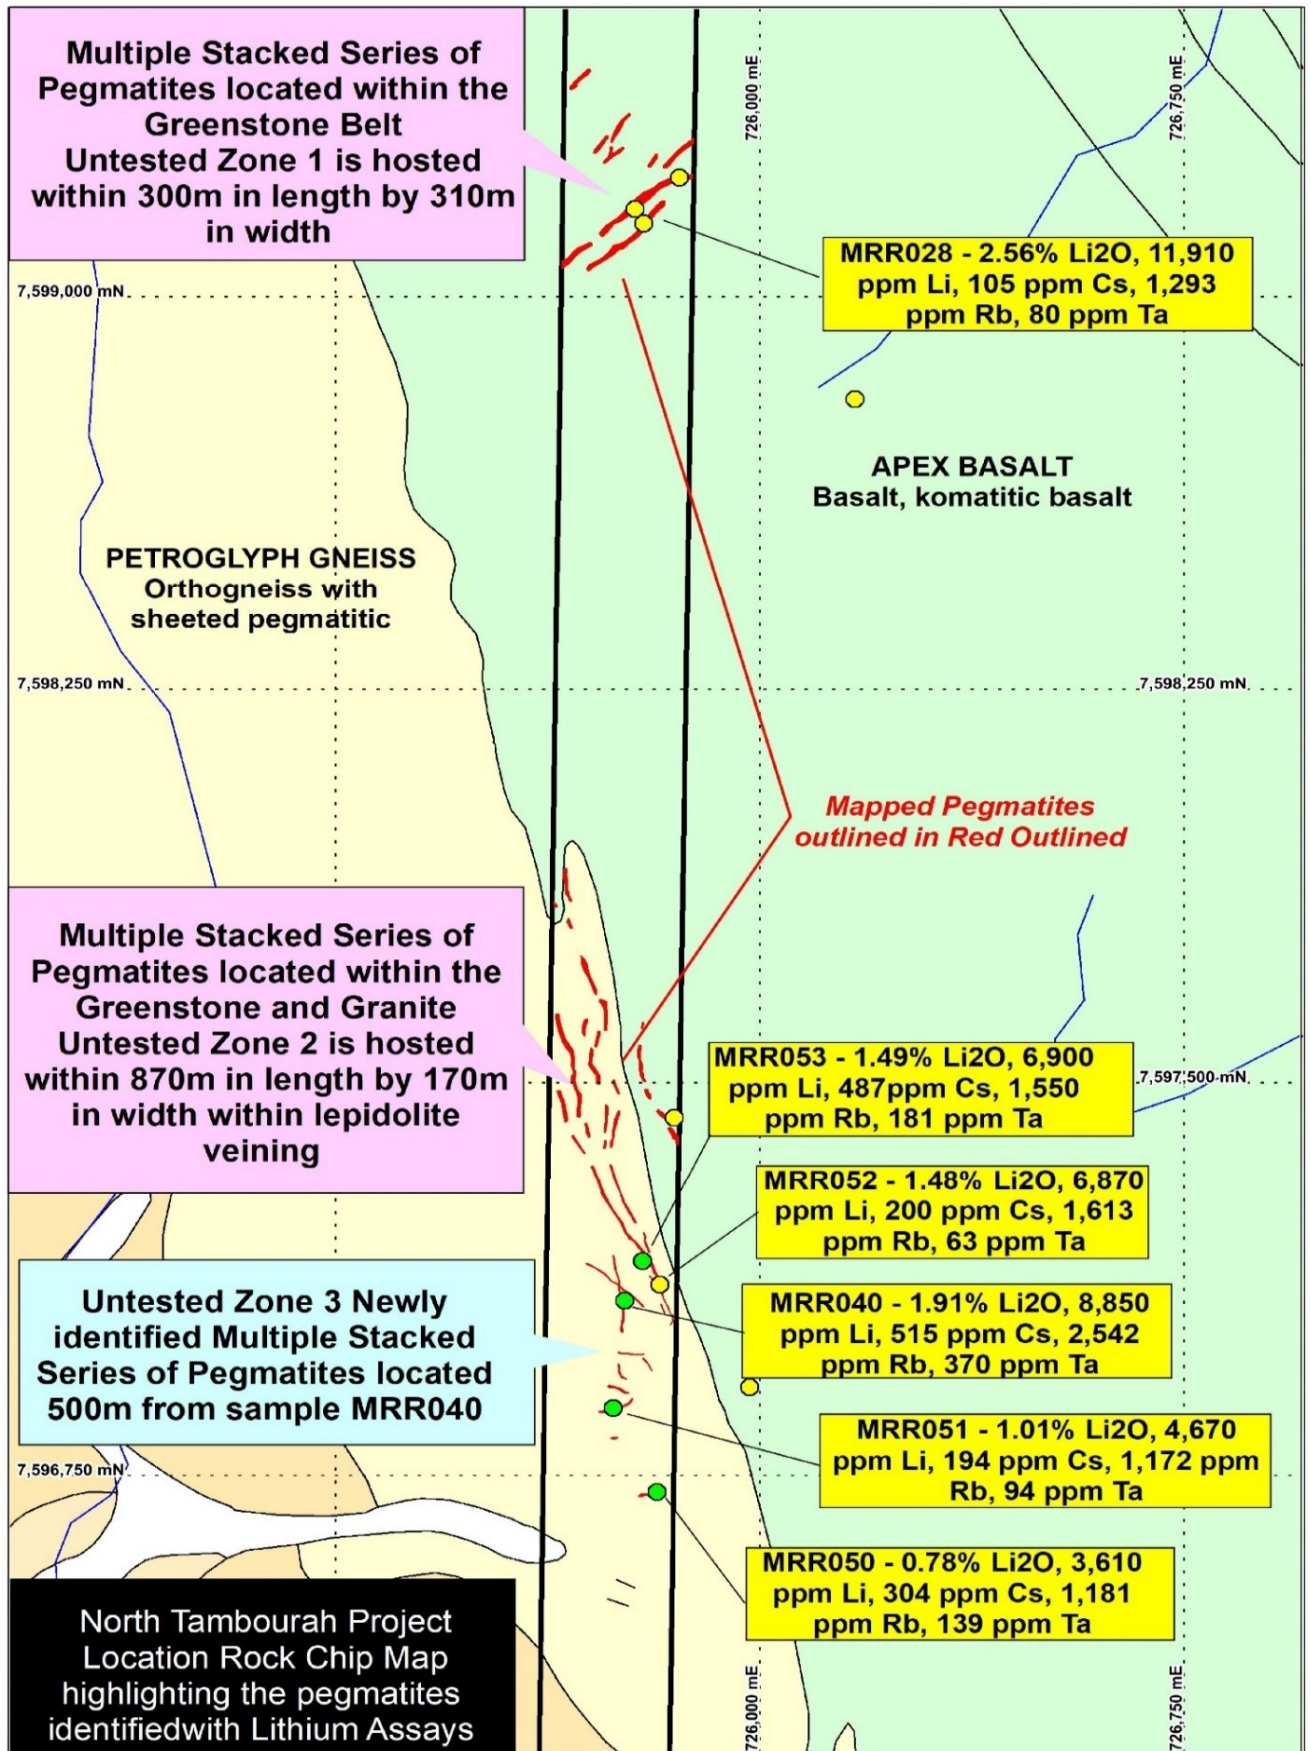 Multiple Stacked Series of
Pegmatites located within the
Greenstone Belt
Untested Zone 1 is hosted
within 300m in length by 310m
in width
726,000 mE
726,750 mE
MRR028 - 2.56% Li2O, 11,910
ppm Li, 105 ppm Cs, 1,293
ppm Rb, 80 ppm Ta
7,599,000 mN
APEX BASALT
Basalt, komatitic basalt
PETROGLYPH GNEISS
Orthogneiss with
sheeted pegmatitic
7,598,250 mN
7,598,250 mN
Mapped Pegmatites
outlined in Red Outlined
Multiple Stacked Series of
Pegmatites located within the
Greenstone and Granite
Untested Zone 2 is hosted
within 870m in length by 170m
in width within lepidolite
veining
MRR053 - 1.49% Li2O, 6,900
ppm Li, 487ppm Cs, 1,550
ppm Rb, 181 ppm Ta
7,597,500 mN
MRR052 - 1.48% Li2O, 6,870
ppm Li, 200 ppm Cs, 1,613
ppm Rb, 63 ppm Ta
Untested Zone 3 Newly
identified Multiple Stacked
Series of Pegmatites located
500m from sample MRR040
MRR040 - 1.91% Li2O, 8,850
ppm Li, 515 ppm Cs, 2,542
ppm Rb, 370 ppm Ta
MRR051 - 1.01% Li2O, 4,670
ppm Li, 194 ppm Cs, 1,172 ppm
Rb, 94 ppm Ta
7,596,750 mN
MRR050 - 0.78% Li2O, 3,610
ppm Li, 304 ppm Cs, 1,181
ppm Rb, 139 ppm Ta
North Tambourah Project
Location Rock Chip Map
highlighting the pegmatites
identifiedwith Lithium Assays
726,000 mE
726,750 mE